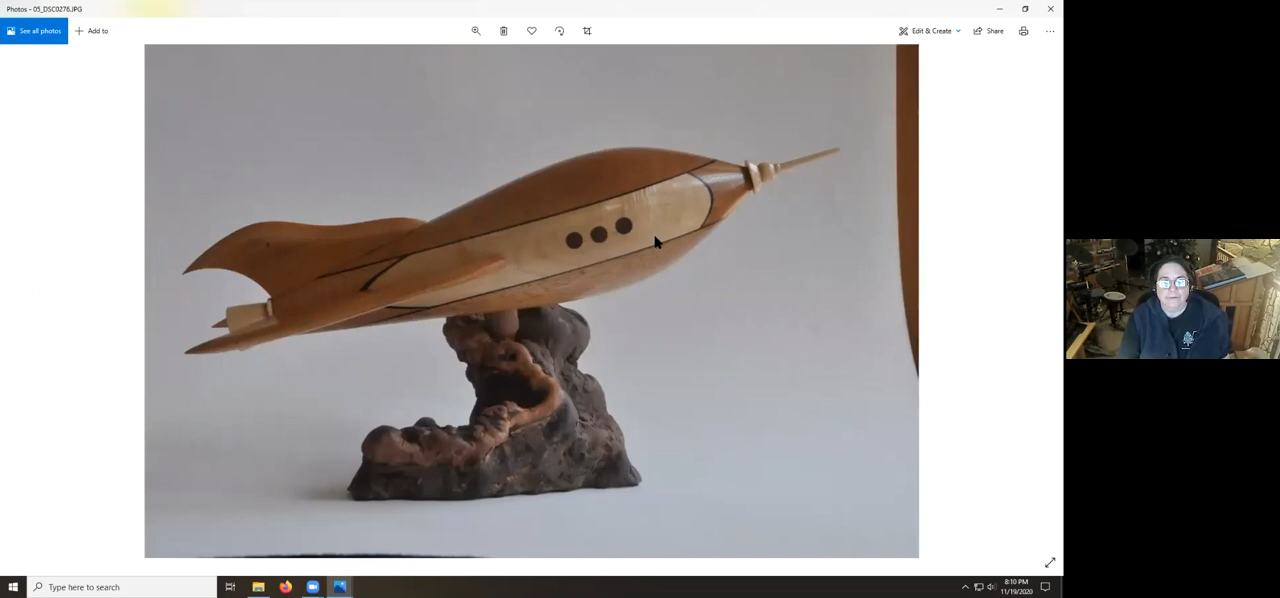 Photos - 05_DSC0276.JPG
See all photos
Add to
Edit & Create
Share
Type here to search
8:10 PM
11/19/2020